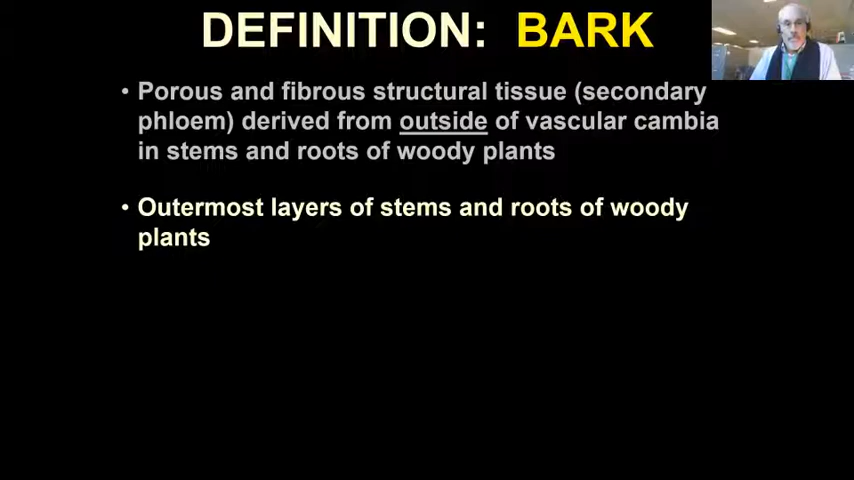 DEFINITION: BARK
• Porous and fibrous structural tissue (secondary
phloem) derived from outside of vascular cambia
in stems and roots of woody plants
• Outermost layers of stems and roots of woody
plants